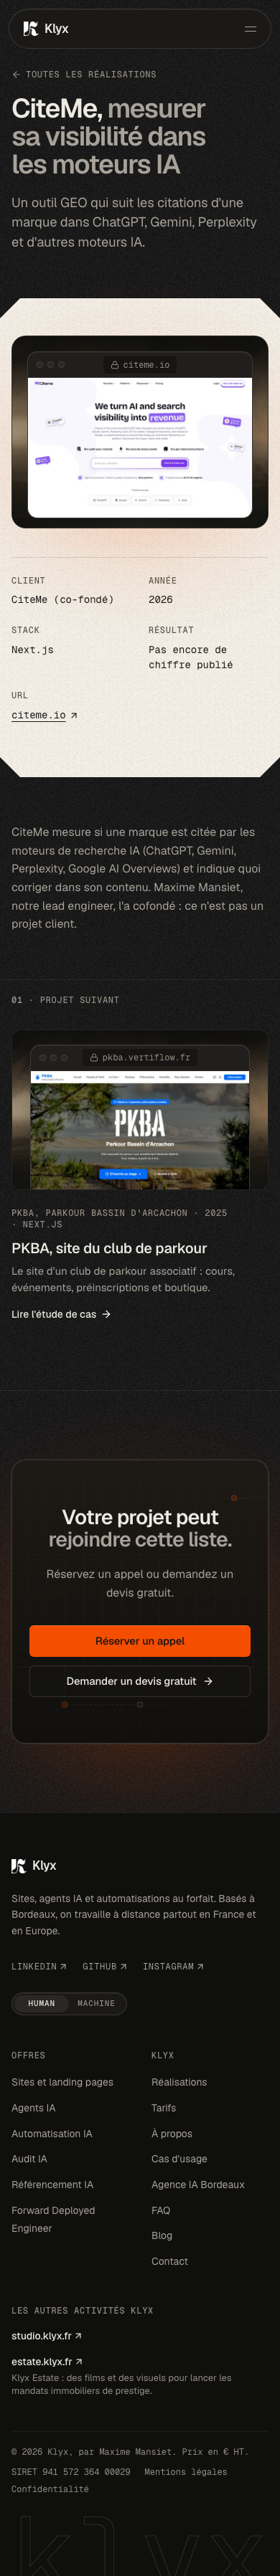 Klyx
← TOUTES LES RÉALISATIONS
CiteMe, mesurer
sa visibilité dans
les moteurs IA
Un outil GEO qui suit les citations d'une
marque dans ChatGPT, Gemini, Perplexity
et d'autres moteurs IA.
citeme.io
We turn AI and search
visibility into revenue
CLIENT
CiteMe (co-fondé)
ANNÉE
2026
STACK
Next.js
RÉSULTAT
Pas encore de
chiffre publié
URL
citeme.io ↗
CiteMe mesure si une marque est citée par les
moteurs de recherche IA (ChatGPT, Gemini,
Perplexity, Google AI Overviews) et indique quoi
corriger dans son contenu. Maxime Mansiet,
notre lead engineer, l'a cofondé : ce n'est pas un
projet client.
01 · PROJET SUIVANT
pkba.vertiflow.fr
PKBA
Parkour Bassin d'Arcachon
PKBA, PARKOUR BASSIN D'ARCACHON · 2025
· NEXT.JS
PKBA, site du club de parkour
Le site d'un club de parkour associatif : cours,
événements, préinscriptions et boutique.
Lire l'étude de cas →
Votre projet peut
rejoindre cette liste.
Réservez un appel ou demandez un
devis gratuit.
Réserver un appel
Demander un devis gratuit →
Klyx
Sites, agents IA et automatisations au forfait. Basés à
Bordeaux, on travaille à distance partout en France et
en Europe.
LINKEDIN ↗ GITHUB ↗ INSTAGRAM ↗
HUMAN MACHINE
OFFRES
Sites et landing pages
Agents IA
Automatisation IA
Audit IA
Référencement IA
Forward Deployed
Engineer
KLYX
Réalisations
Tarifs
À propos
Cas d'usage
Agence IA Bordeaux
FAQ
Blog
Contact
LES AUTRES ACTIVITÉS KLYX
studio.klyx.fr ↗
estate.klyx.fr ↗
Klyx Estate : des films et des visuels pour lancer les
mandats immobiliers de prestige.
© 2026 Klyx, par Maxime Mansiet. Prix en € HT.
SIRET 941 572 364 00029 Mentions légales
Confidentialité
klyx